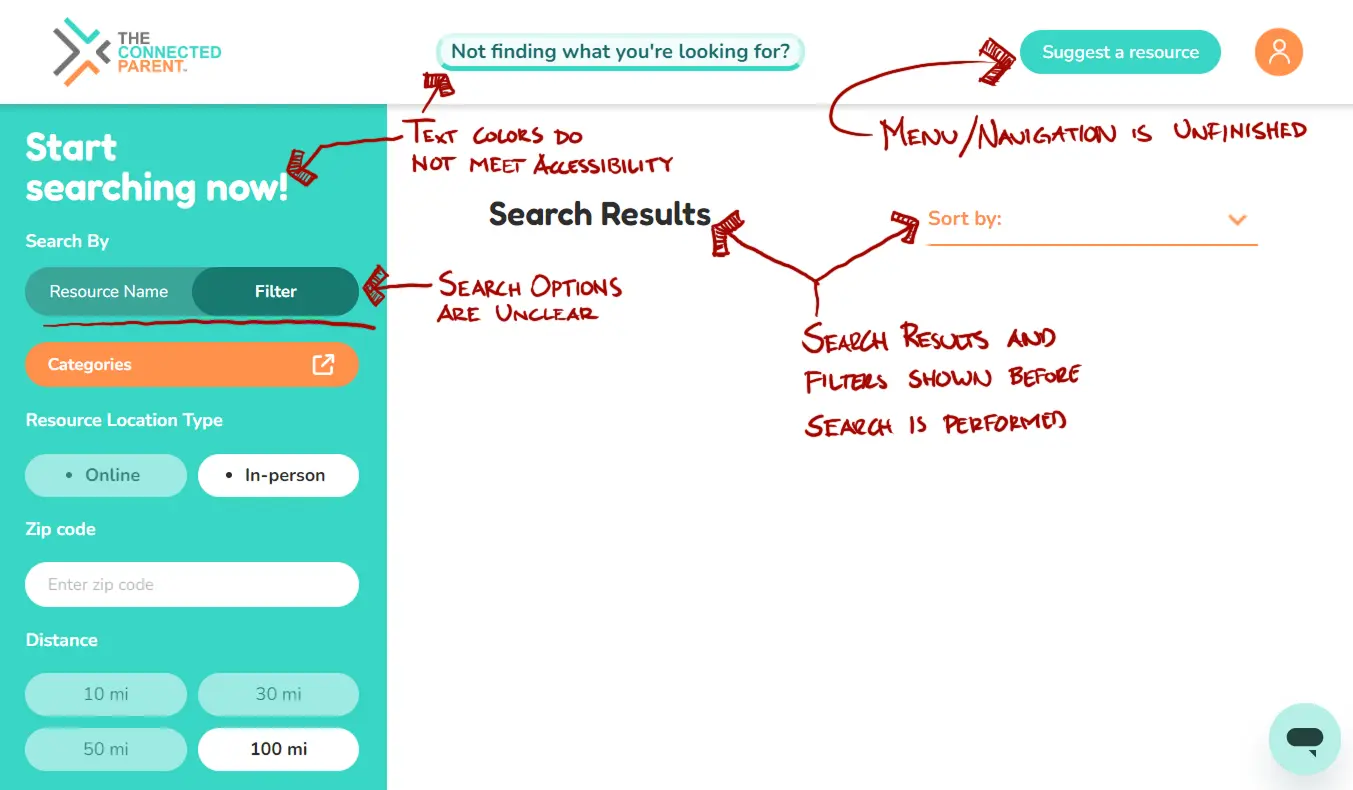 THE
CONNECTED
PARENT™
Not finding what you're looking for?
Suggest a resource
Start
searching now!
TEXT COLORS DO
NOT MEET ACCESSIBILITY
MENU/NAVIGATION IS UNFINISHED
Search Results
Sort by:
Search By
Resource Name
Filter
SEARCH OPTIONS
ARE UNCLEAR
Categories
SEARCH RESULTS AND
FILTERS SHOWN BEFORE
SEARCH IS PERFORMED
Resource Location Type
• Online
• In-person
Zip code
Enter zip code
Distance
10 mi
30 mi
50 mi
100 mi